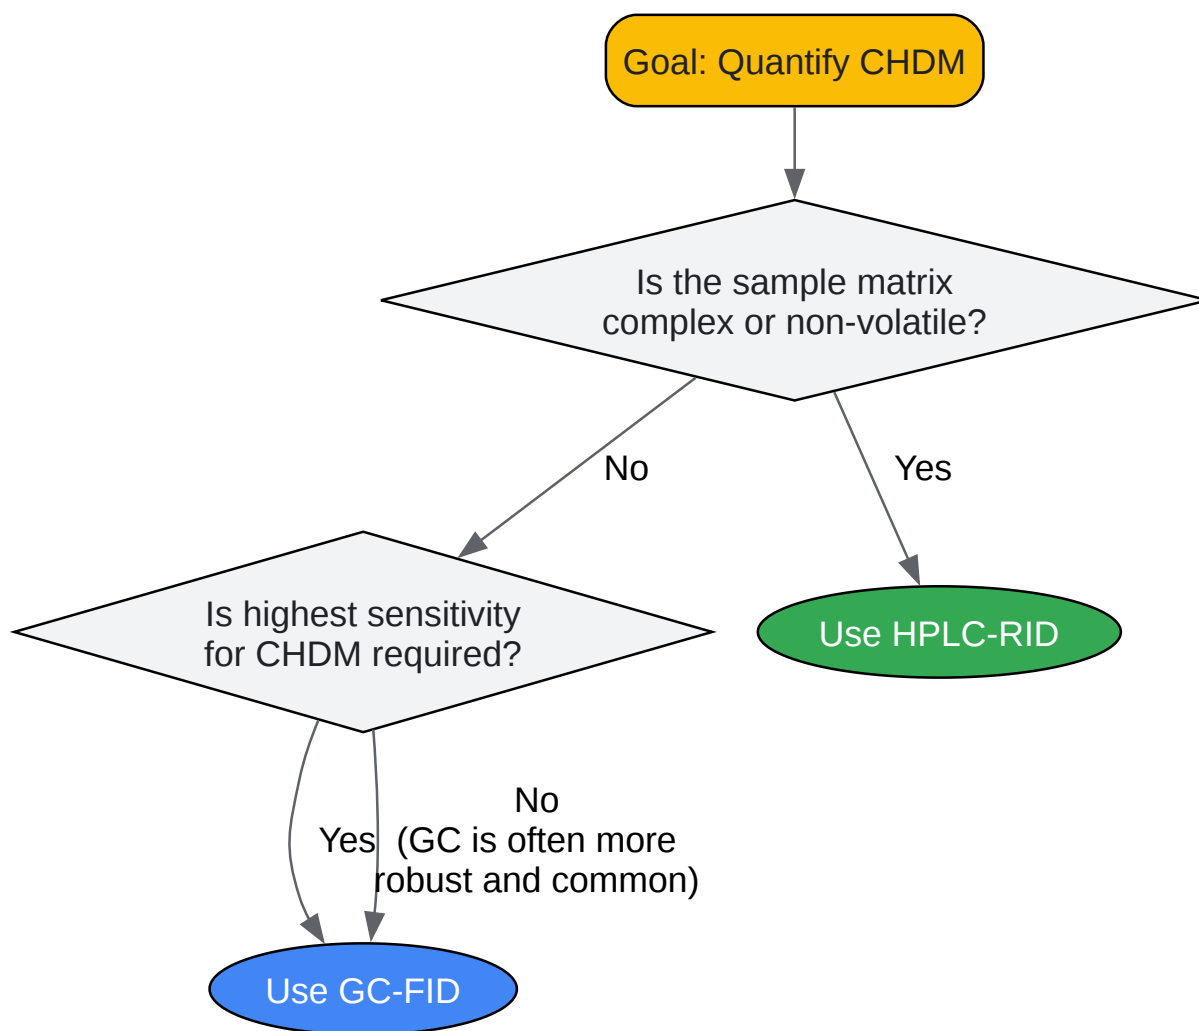 Goal: Quantify CHDM
Is the sample matrix
complex or non-volatile?
No
Yes
Is highest sensitivity
for CHDM required?
Use HPLC-RID
Yes
No
(GC is often more
robust and common)
Use GC-FID